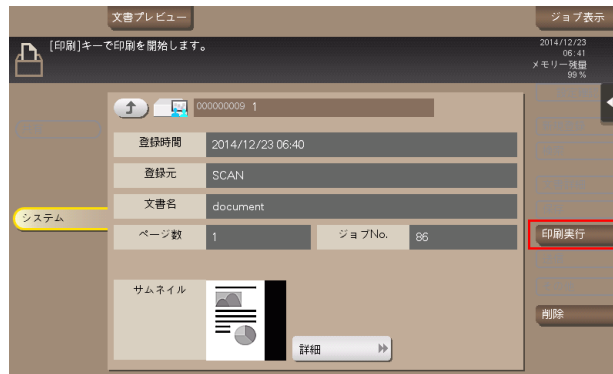 文書プレビュー
ジョブ表示
[印刷]キーで印刷を開始します。
2014/12/23
06:41
メモリー残量
99 %
000000009 1
登録時間
2014/12/23 06:40
登録元
SCAN
文書名
document
システム
ページ数
1
ジョブNo.
86
印刷実行
サムネイル
削除
詳細